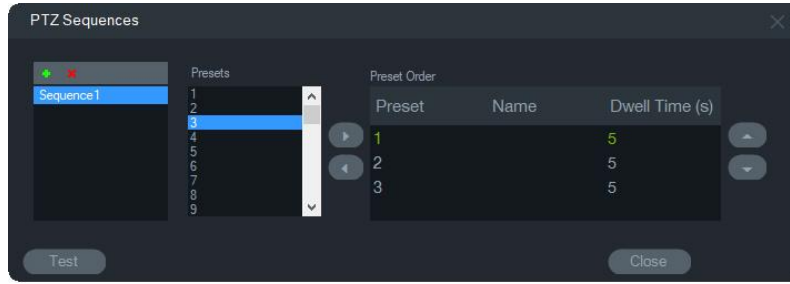 PTZ Sequences
Presets
Preset Order
Sequence1
1
2
3
4
5
6
7
8
9
Preset Name Dwell Time (s)
1 5
2 5
3 5
Test
Close